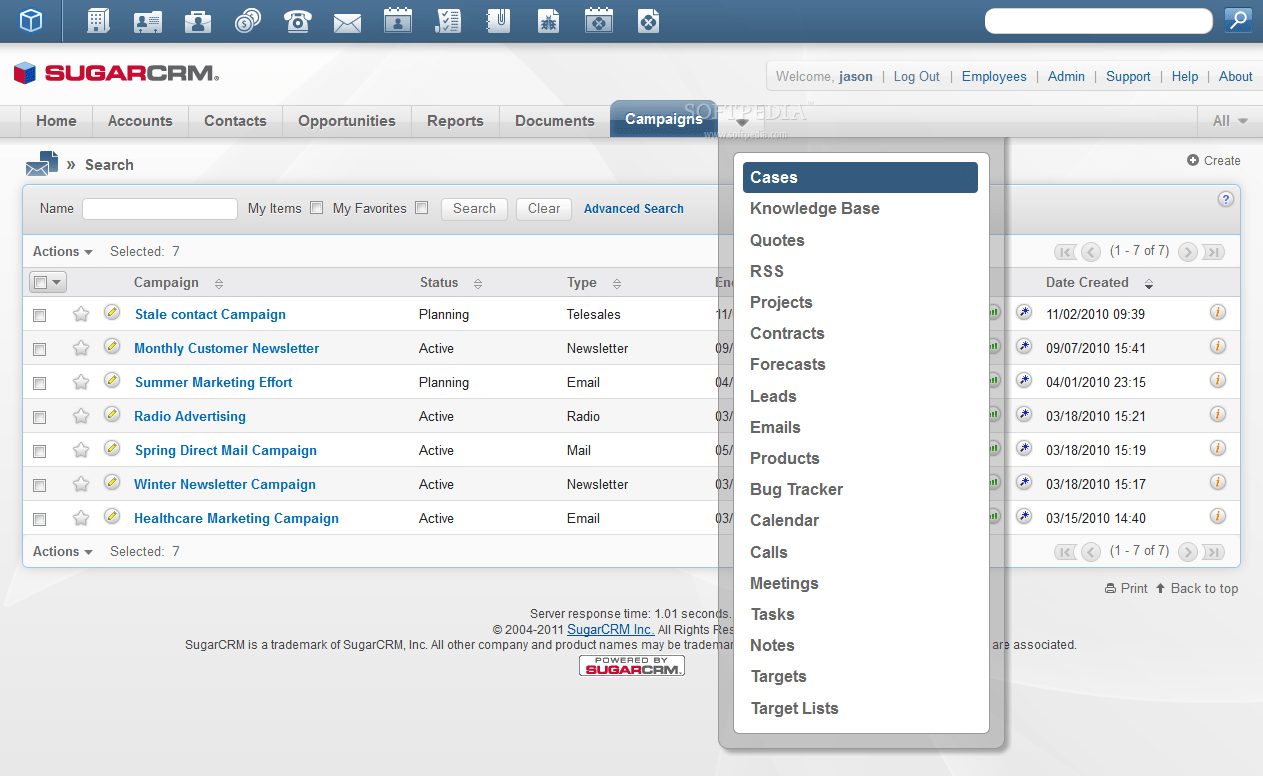 SUGARCRM®
Welcome, jason | Log Out | Employees | Admin | Support | Help | About
Home Accounts Contacts Opportunities Reports Documents Campaigns All
SOFTPEDIA
www.softpedia.com
» Search
Create
Name My Items My Favorites Search Clear Advanced Search ?
Actions Selected: 7 (1 - 7 of 7)
Campaign Status Type Date Created
Stale contact Campaign Planning Telesales 11/ 11/02/2010 09:39
Monthly Customer Newsletter Active Newsletter 09/ 09/07/2010 15:41
Summer Marketing Effort Planning Email 04/ 04/01/2010 23:15
Radio Advertising Active Radio 03/ 03/18/2010 15:21
Spring Direct Mail Campaign Active Mail 05/ 03/18/2010 15:19
Winter Newsletter Campaign Active Newsletter 03/ 03/18/2010 15:17
Healthcare Marketing Campaign Active Email 03/ 03/15/2010 14:40
Actions Selected: 7 (1 - 7 of 7)
Cases
Knowledge Base
Quotes
RSS
Projects
Contracts
Forecasts
Leads
Emails
Products
Bug Tracker
Calendar
Calls
Meetings
Tasks
Notes
Targets
Target Lists
Print Back to top
Server response time: 1.01 seconds.
© 2004-2011 SugarCRM Inc. All Rights
SugarCRM is a trademark of SugarCRM, Inc. All other company and product names may be are associated.
POWERED BY
SUGARCRM.